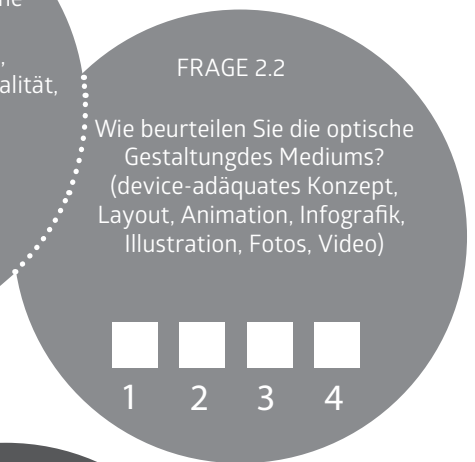 alität,
FRAGE 2.2
Wie beurteilen Sie die optische
Gestaltungdes Mediums?
(device-adäquates Konzept,
Layout, Animation, Infografik,
Illustration, Fotos, Video)
1 2 3 4